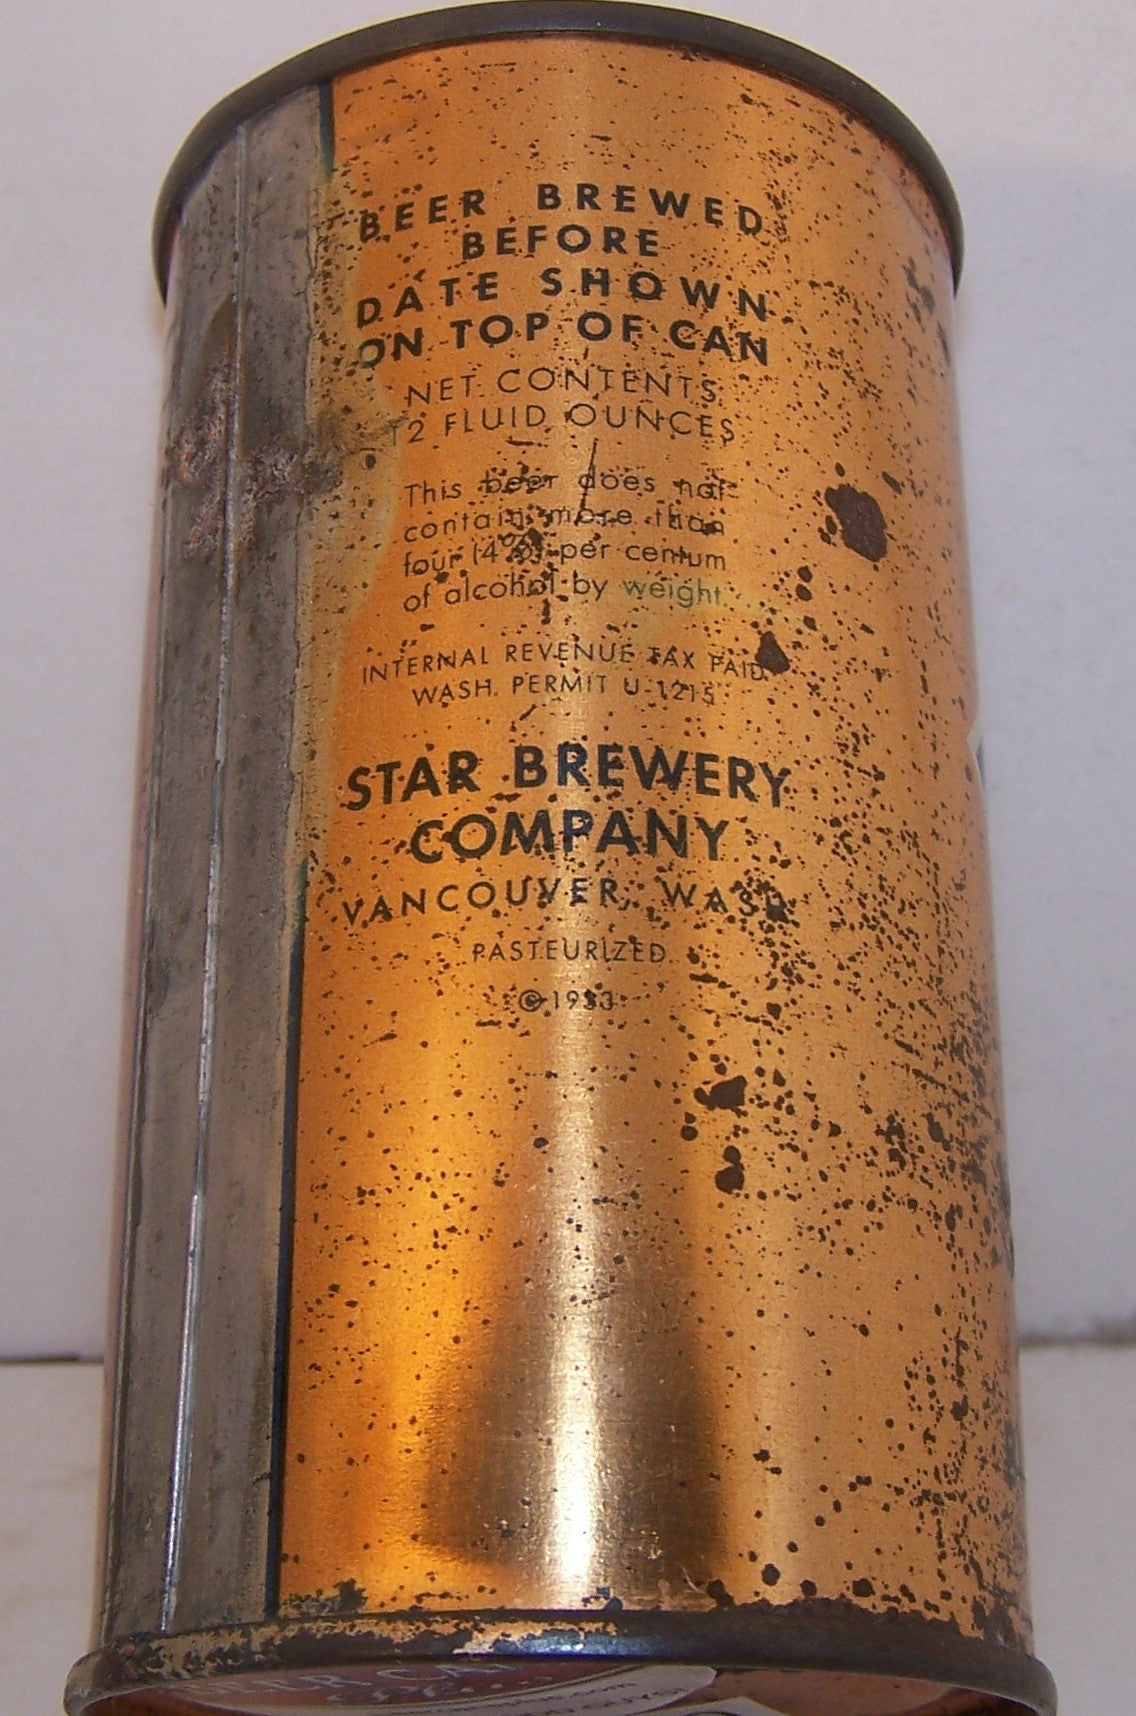 BEER BREWED
BEFORE
DATE SHOWN
ON TOP OF CAN
NET CONTENTS
12 FLUID OUNCES
This beer does not
contain more than
four (4%) per centum
of alcohol by weight.
INTERNAL REVENUE TAX PAID.
WASH. PERMIT U-1215
STAR BREWERY
COMPANY
VANCOUVER, WASH.
PASTEURIZED
© 1933
BEER CAN